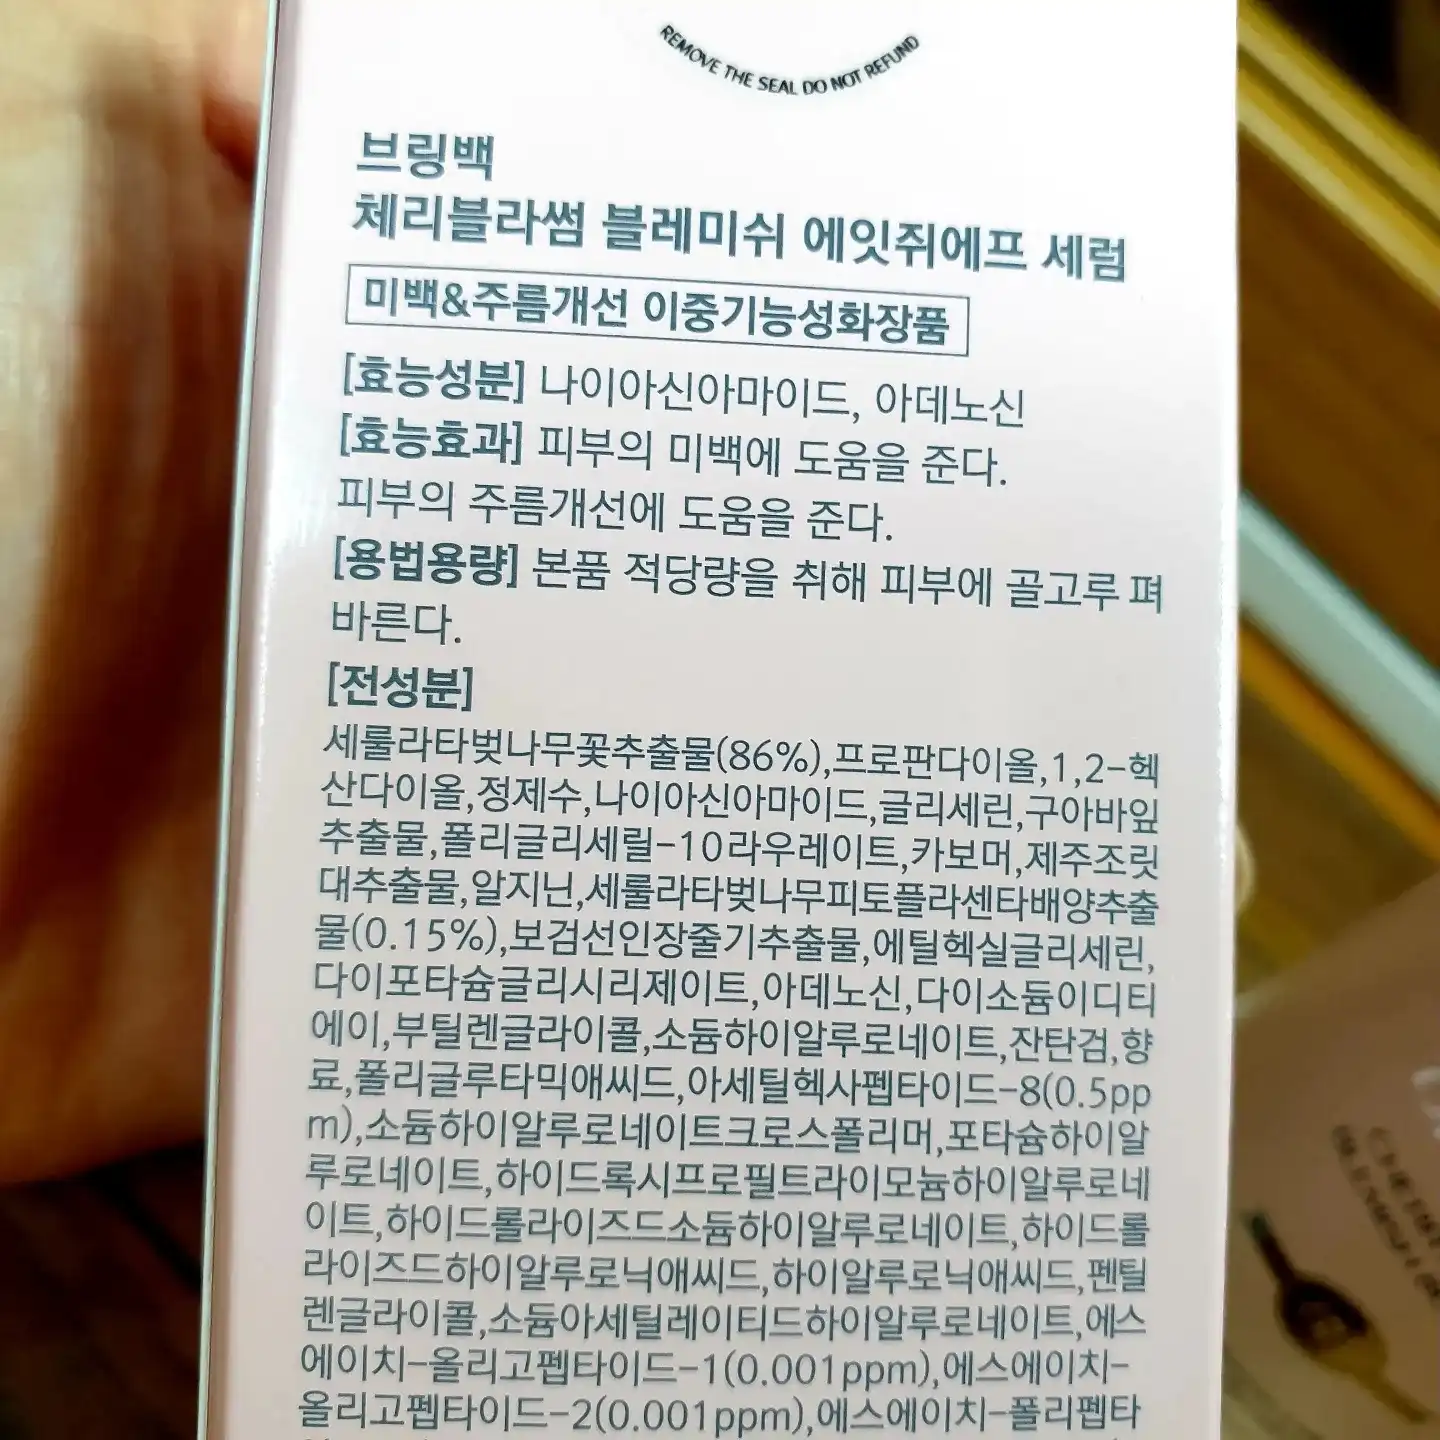 REMOVE THE SEAL DO NOT REFUND
브링백
체리블라썸 블레미쉬 에잇쥐에프 세럼
미백&주름개선 이중기능성화장품
[효능성분] 나이아신아마이드, 아데노신
[효능효과] 피부의 미백에 도움을 준다.
피부의 주름개선에 도움을 준다.
[용법용량] 본품 적당량을 취해 피부에 골고루 펴
바른다.
[전성분]
세룰라타벚나무꽃추출물(86%),프로판다이올,1,2-헥
산다이올,정제수,나이아신아마이드,글리세린,구아바잎
추출물,폴리글리세릴-10라우레이트,카보머,제주조릿
대추출물,알지닌,세룰라타벚나무피토플라센타배양추출
물(0.15%),보검선인장줄기추출물,에틸헥실글리세린,
다이포타슘글리시리제이트,아데노신,다이소듐이디티
에이,부틸렌글라이콜,소듐하이알루로네이트,잔탄검,향
료,폴리글루타믹애씨드,아세틸헥사펩타이드-8(0.5pp
m),소듐하이알루로네이트크로스폴리머,포타슘하이알
루로네이트,하이드록시프로필트라이모늄하이알루로네
이트,하이드롤라이즈드소듐하이알루로네이트,하이드롤
라이즈드하이알루로닉애씨드,하이알루로닉애씨드,펜틸
렌글라이콜,소듐아세틸레이티드하이알루로네이트,에스
에이치-올리고펩타이드-1(0.001ppm),에스에이치-
올리고펩타이드-2(0.001ppm),에스에이치-폴리펩타